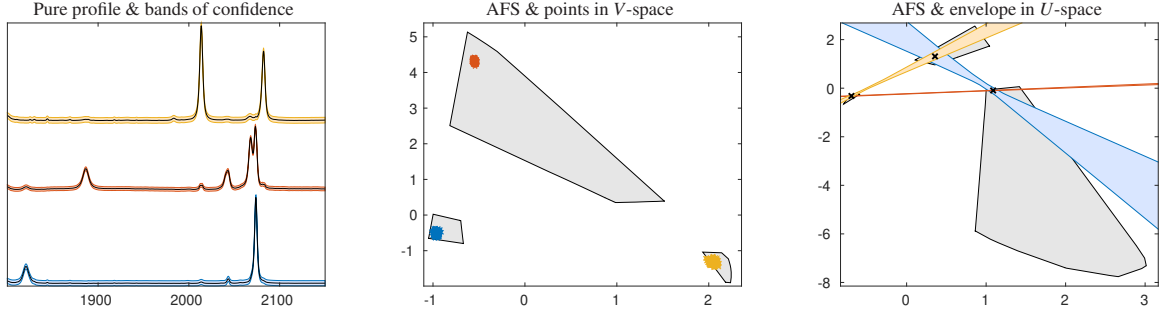 Pure profile & bands of confidence
1900 2000 2100
AFS & points in V-space
5
4
3
2
1
0
-1
-1 0 1 2
AFS & envelope in U-space
2
0
-2
-4
-6
-8
0 1 2 3